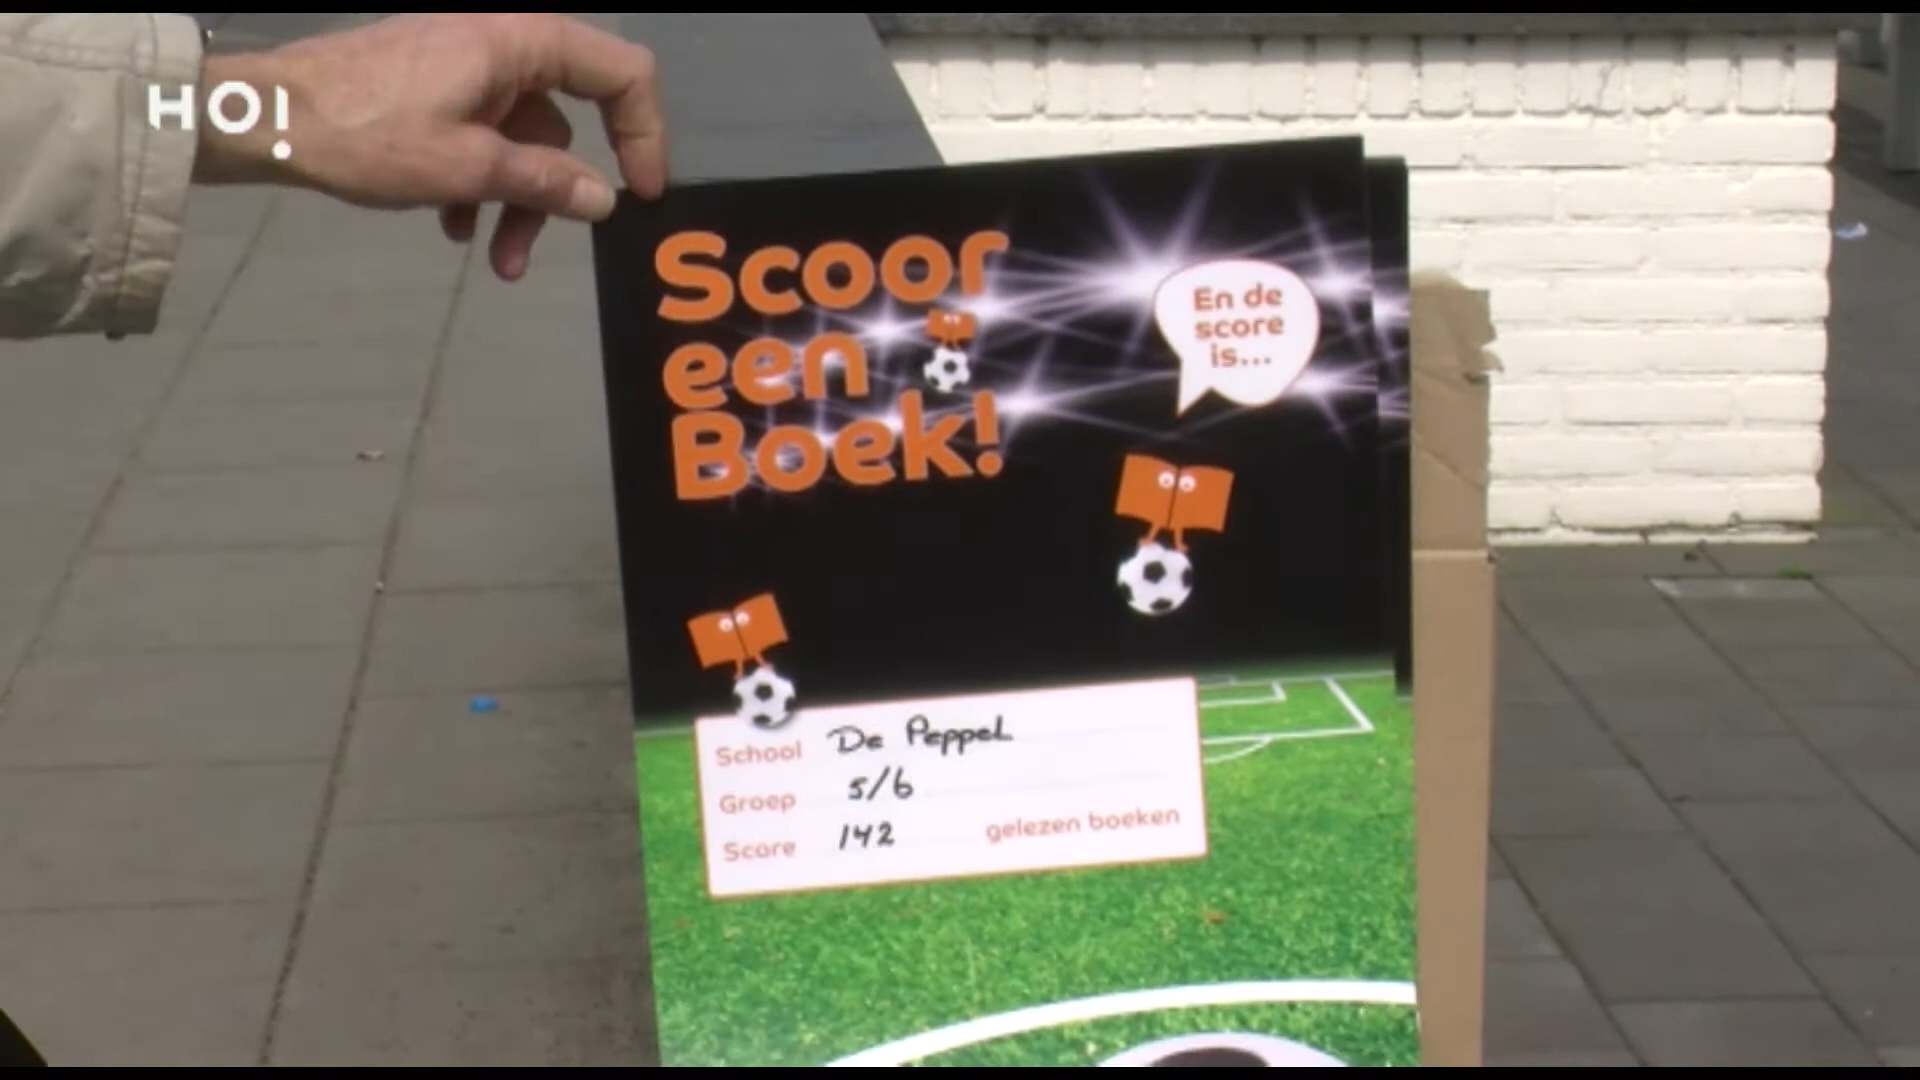 HO!
Scoor
een
Boek!
En de
score
is...
School De Peppel
Groep 5/6
Score 142 gelezen boeken